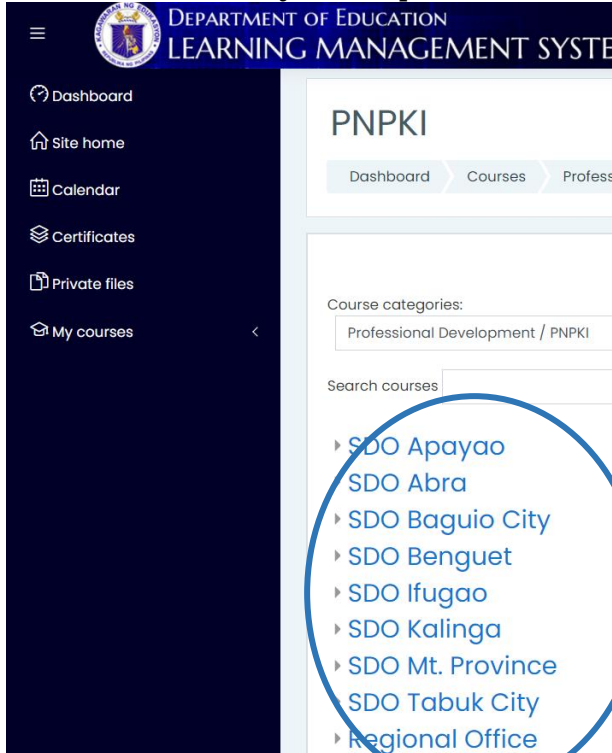 DEPARTMENT OF EDUCATION
LEARNING MANAGEMENT SYSTE
Dashboard
Site home
Calendar
Certificates
Private files
My courses
PNPKI
Dashboard Courses Profess
Course categories:
Professional Development / PNPKI
Search courses
SDO Apayao
SDO Abra
SDO Baguio City
SDO Benguet
SDO Ifugao
SDO Kalinga
SDO Mt. Province
SDO Tabuk City
Regional Office